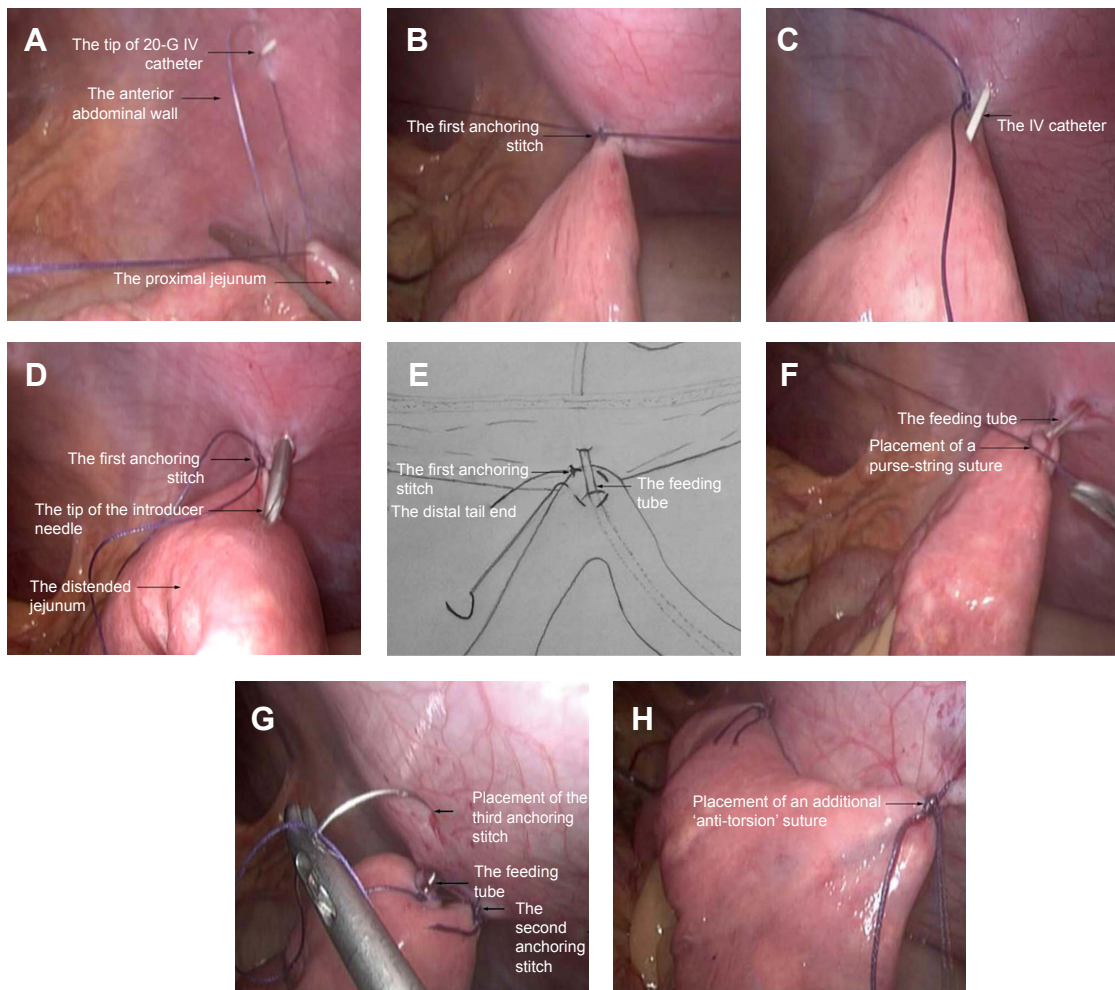 A
The tip of 20-G IV
catheter
The anterior
abdominal wall
The proximal jejunum
B
The first anchoring
stitch
C
The IV catheter
D
The first anchoring
stitch
The tip of the introducer
needle
The distended
jejunum
E
The first anchoring
stitch
The distal tail end
The feeding
tube
F
The feeding tube
Placement of a
purse-string suture
G
Placement of the
third anchoring
stitch
The feeding
tube
The
second
anchoring
stitch
H
Placement of an additional
‘anti-torsion’ suture